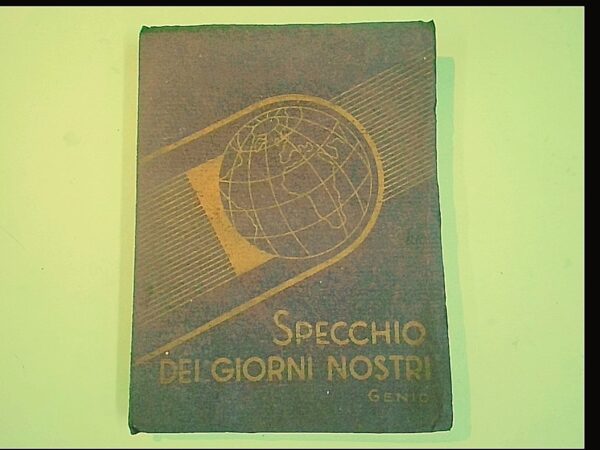 SPECCHIO
DEI GIORNI NOSTRI
GENIO